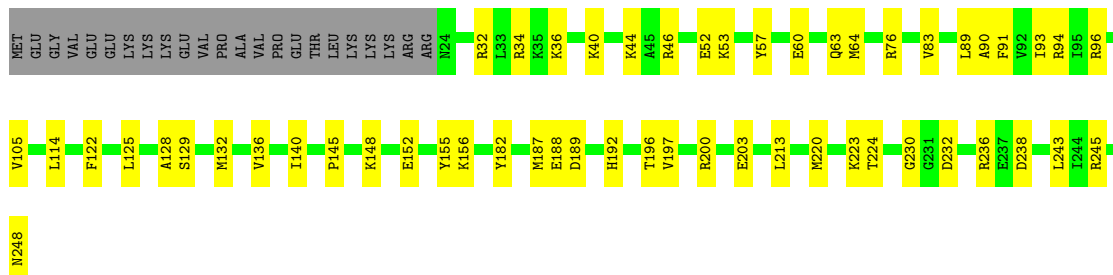 MET GLU GLY VAL GLU GLU LYS LYS LYS GLU VAL PRO ALA VAL PRO GLU THR LEU LYS LYS LYS ARG ARG N24 R32 L33 R34 K35 K36 K40 K44 A45 R46 E52 K53 Y57 E60 Q63 M64 R76 V83 L89 A90 F91 V92 I93 R94 I95 R96
V105 L114 F122 L125 A128 S129 M132 V136 I140 P145 K148 E152 Y155 K156 Y182 M187 E188 D189 H192 T196 V197 R200 E203 L213 M220 K223 T224 G230 G231 D232 R236 E237 D238 L243 I244 R245
N248